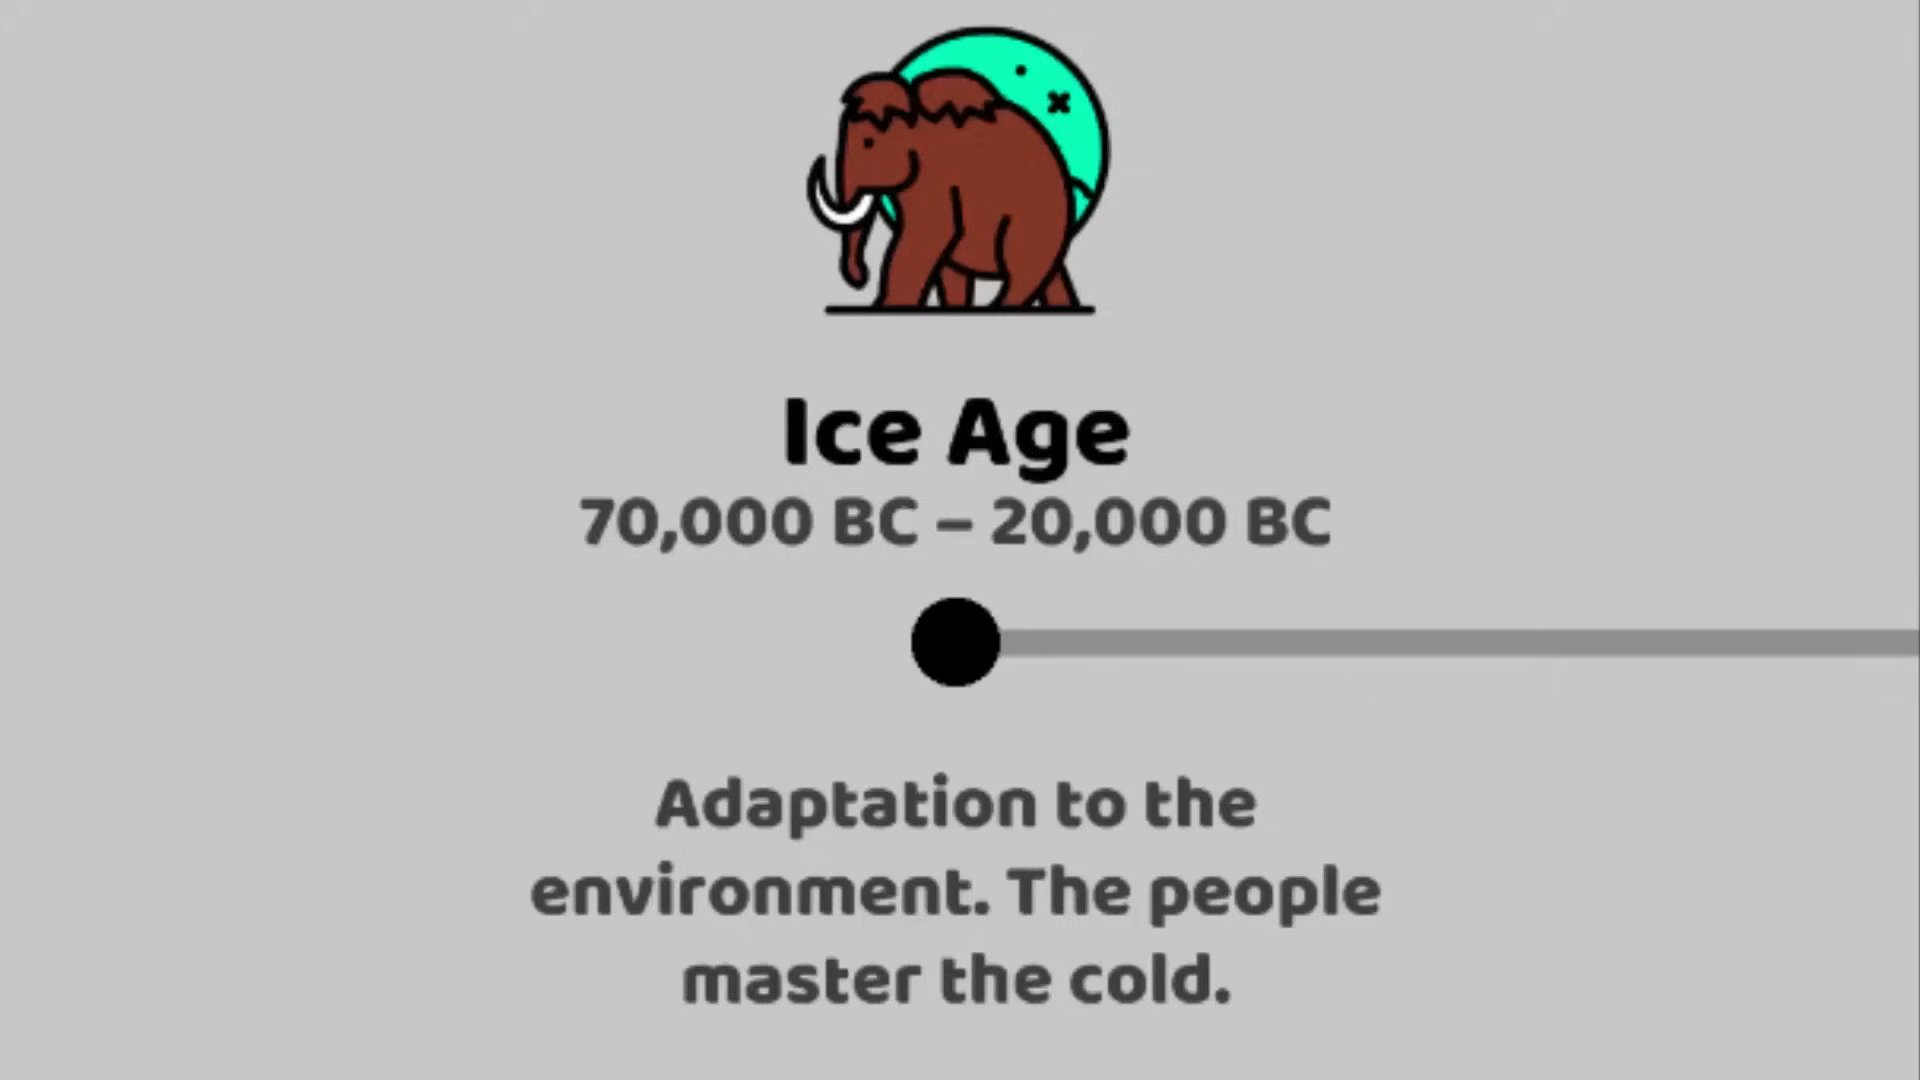 Ice Age
70,000 BC – 20,000 BC
Adaptation to the
environment. The people
master the cold.